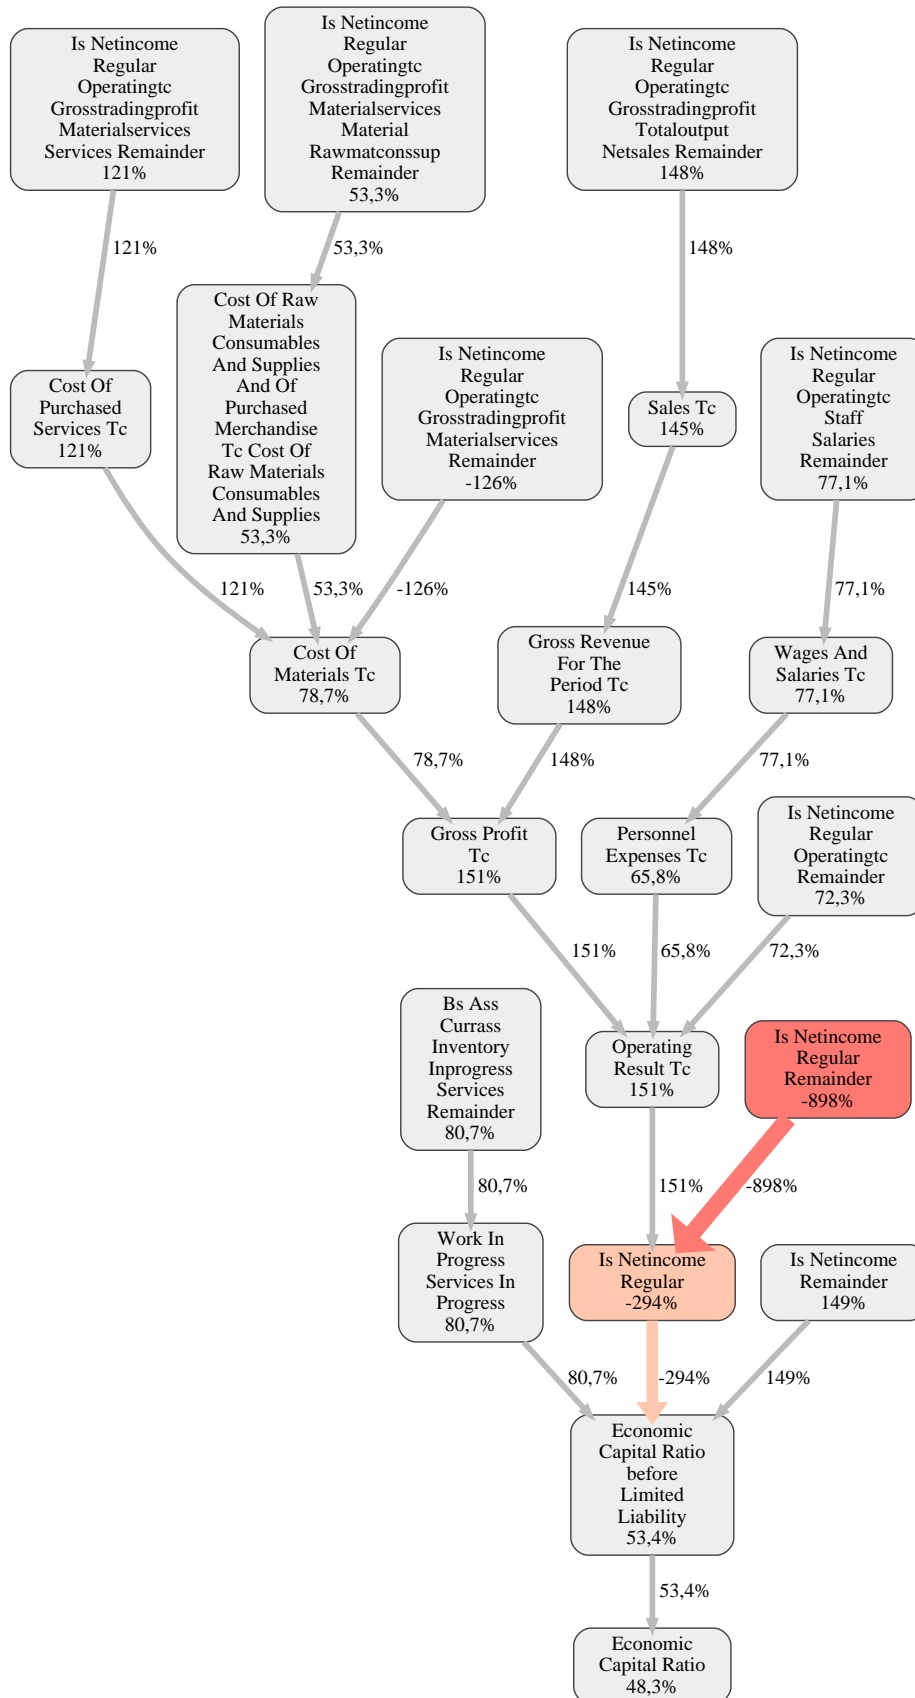 Is Netincome
Regular
Operatingtc
Grosstradingprofit
Materialservices
Services Remainder
121%
Is Netincome
Regular
Operatingtc
Grosstradingprofit
Materialservices
Material
Rawmatconssup
Remainder
53,3%
Is Netincome
Regular
Operatingtc
Grosstradingprofit
Totaloutput
Netsales Remainder
148%
121%
53,3%
148%
Cost Of
Purchased
Services Tc
121%
Cost Of Raw
Materials
Consumables
And Supplies
And Of
Purchased
Merchandise
Tc Cost Of
Raw Materials
Consumables
And Supplies
53,3%
Is Netincome
Regular
Operatingtc
Grosstradingprofit
Materialservices
Remainder
-126%
Sales Tc
145%
Is Netincome
Regular
Operatingtc
Staff
Salaries
Remainder
77,1%
121%
53,3%
-126%
145%
77,1%
Cost Of
Materials Tc
78,7%
Gross Revenue
For The
Period Tc
148%
Wages And
Salaries Tc
77,1%
78,7%
148%
77,1%
Gross Profit
Tc
151%
Personnel
Expenses Tc
65,8%
Is Netincome
Regular
Operatingtc
Remainder
72,3%
151%
65,8%
72,3%
Bs Ass
Currass
Inventory
Inprogress
Services
Remainder
80,7%
Operating
Result Tc
151%
Is Netincome
Regular
Remainder
-898%
80,7%
151%
-898%
Work In
Progress
Services In
Progress
80,7%
Is Netincome
Regular
-294%
Is Netincome
Remainder
149%
80,7%
-294%
149%
Economic
Capital Ratio
before
Limited
Liability
53,4%
53,4%
Economic
Capital Ratio
48,3%